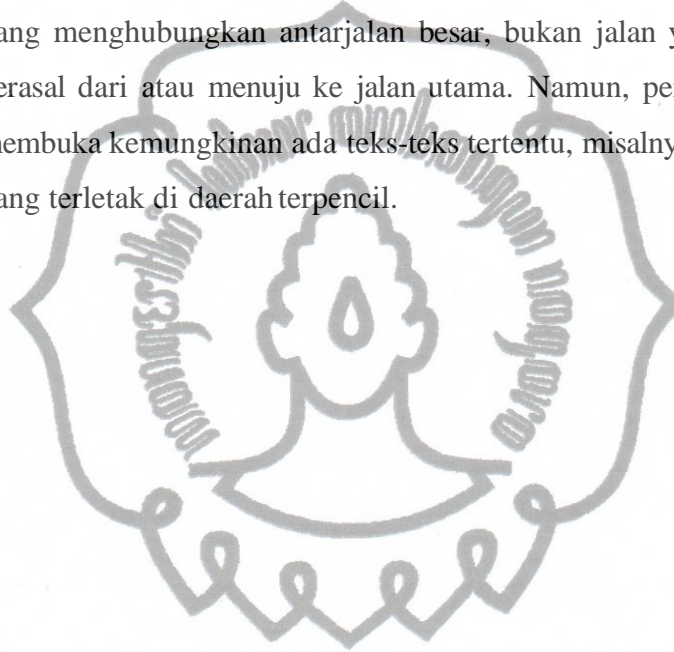 ang menghubungkan antarjalan besar, bukan jalan y
erasal dari atau menuju ke jalan utama. Namun, pe
membuka kemungkinan ada teks-teks tertentu, misalny
ang terletak di daerah terpencil.